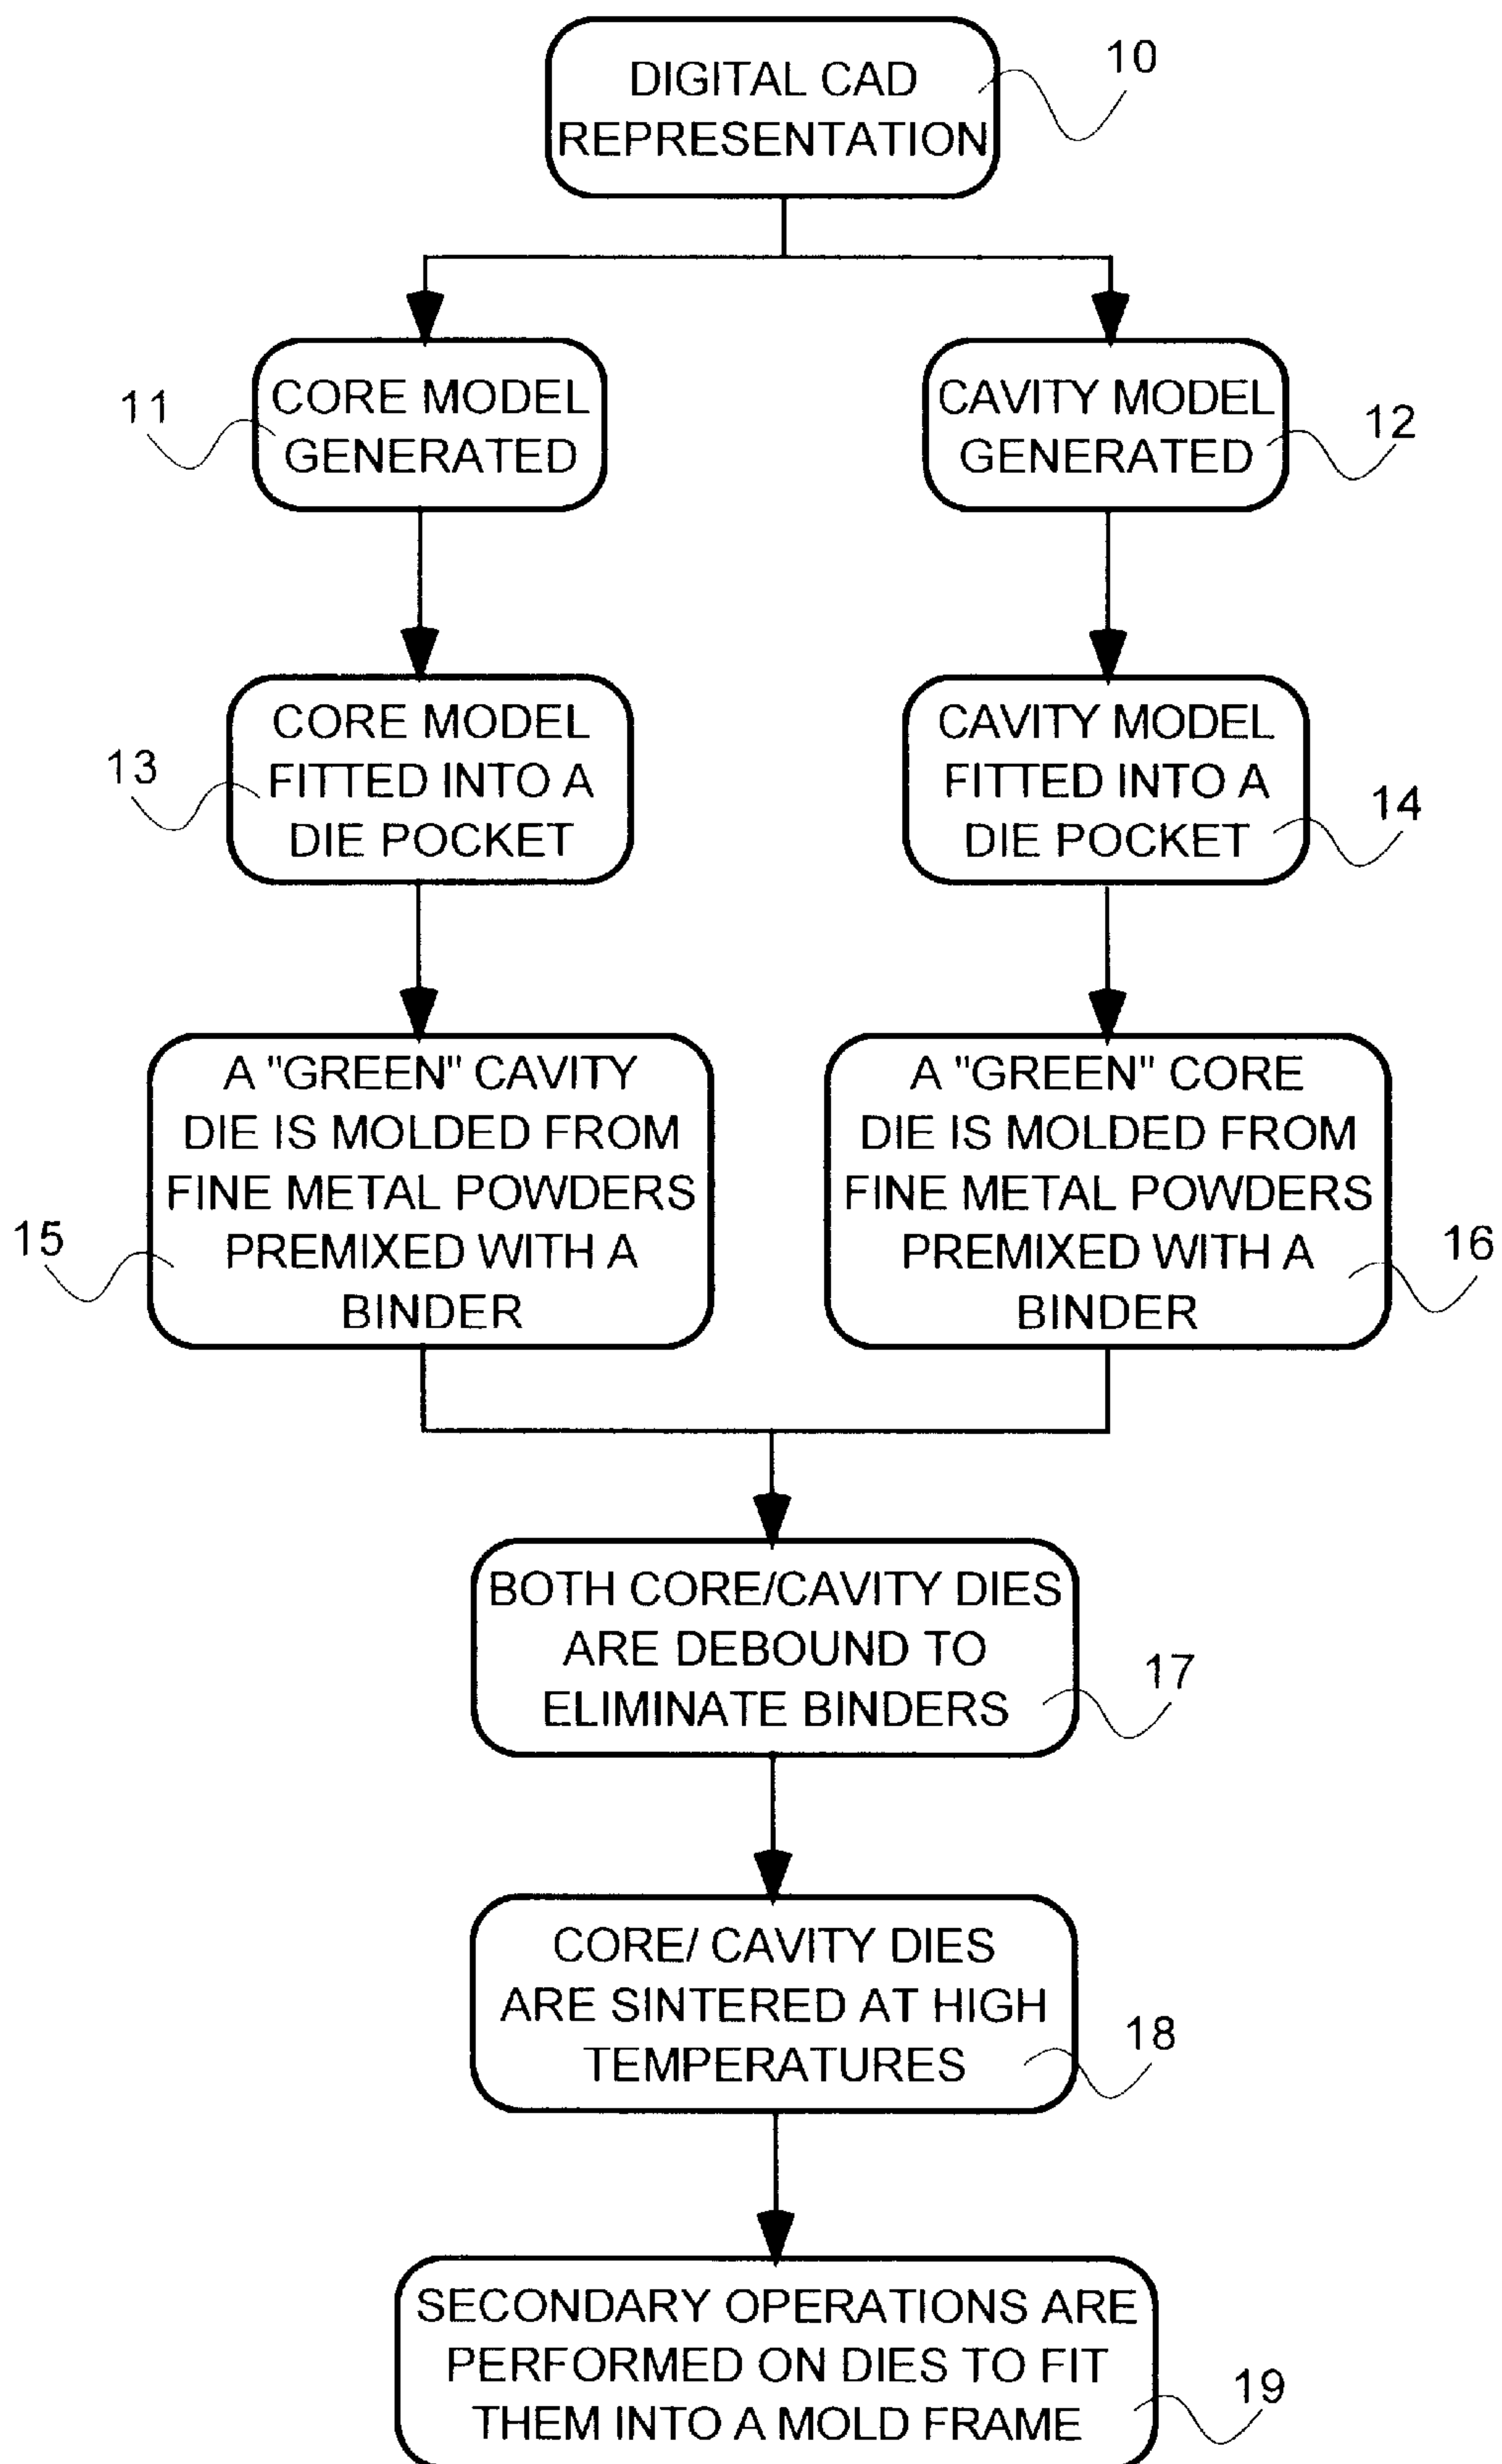 DIGITAL CAD
REPRESENTATION
10
CORE MODEL
GENERATED
11
CAVITY MODEL
GENERATED
12
CORE MODEL
FITTED INTO A
DIE POCKET
13
CAVITY MODEL
FITTED INTO A
DIE POCKET
14
A "GREEN" CAVITY
DIE IS MOLDED FROM
FINE METAL POWDERS
PREMIXED WITH A
BINDER
15
A "GREEN" CORE
DIE IS MOLDED FROM
FINE METAL POWDERS
PREMIXED WITH A
BINDER
16
BOTH CORE/CAVITY DIES
ARE DEBOUND TO
ELIMINATE BINDERS
17
CORE/ CAVITY DIES
ARE SINTERED AT HIGH
TEMPERATURES
18
SECONDARY OPERATIONS ARE
PERFORMED ON DIES TO FIT
THEM INTO A MOLD FRAME
19